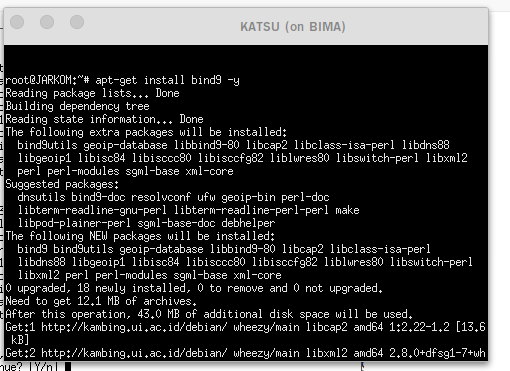 KATSU (on BIMA)
root@JARKOM:~# apt-get install bind9 -y
Reading package lists... Done
Building dependency tree
Reading state information... Done
The following extra packages will be installed:
bind9utils geoip-database libbind9-80 libcap2 libclass-isa-perl libdns88
libgeoip1 libisc84 libisccc80 libisccfg82 liblwres80 libswitch-perl libxml2
perl perl-modules sgml-base xml-core
Suggested packages:
dnsutils bind9-doc resolvconf ufw geoip-bin perl-doc
libterm-readline-gnu-perl libterm-readline-perl-perl make
libpod-plainer-perl sgml-base-doc debhelper
The following NEW packages will be installed:
bind9 bind9utils geoip-database libbind9-80 libcap2 libclass-isa-perl
libdns88 libgeoip1 libisc84 libisccc80 libisccfg82 liblwres80 libswitch-perl
libxml2 perl perl-modules sgml-base xml-core
0 upgraded, 18 newly installed, 0 to remove and 0 not upgraded.
Need to get 12.1 MB of archives.
After this operation, 43.0 MB of additional disk space will be used.
Get:1 http://kambing.ui.ac.id/debian/ wheezy/main libcap2 amd64 1:2.22-1.2 [13.6
kB]
Get:2 http://kambing.ui.ac.id/debian/ wheezy/main libxml2 amd64 2.8.0+dfsg1-7+wh
nue? [Y/n]